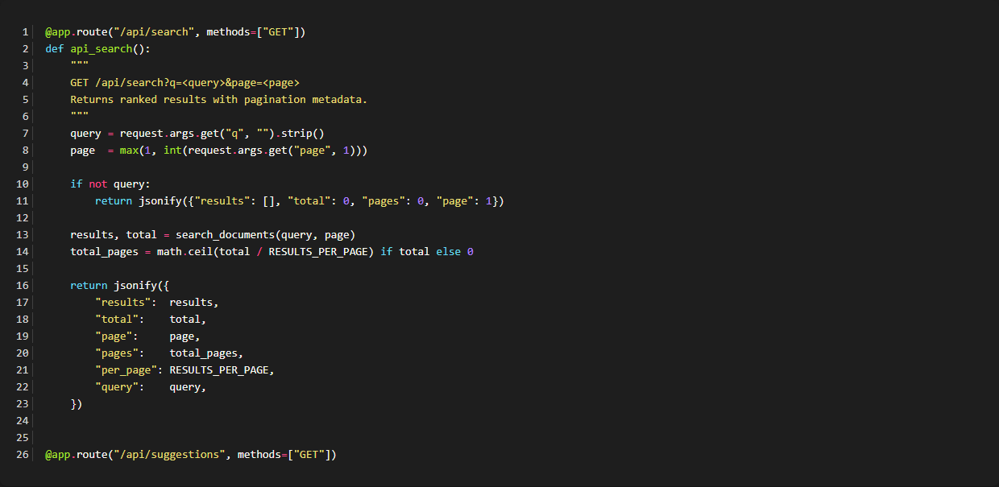 1 @app.route("/api/search", methods=["GET"])
2 def api_search():
3     """
4     GET /api/search?q=<query>&page=<page>
5     Returns ranked results with pagination metadata.
6     """
7     query = request.args.get("q", "").strip()
8     page  = max(1, int(request.args.get("page", 1)))
9
10     if not query:
11         return jsonify({"results": [], "total": 0, "pages": 0, "page": 1})
12
13     results, total = search_documents(query, page)
14     total_pages = math.ceil(total / RESULTS_PER_PAGE) if total else 0
15
16     return jsonify({
17         "results":  results,
18         "total":    total,
19         "page":     page,
20         "pages":    total_pages,
21         "per_page": RESULTS_PER_PAGE,
22         "query":    query,
23     })
24
25
26 @app.route("/api/suggestions", methods=["GET"])